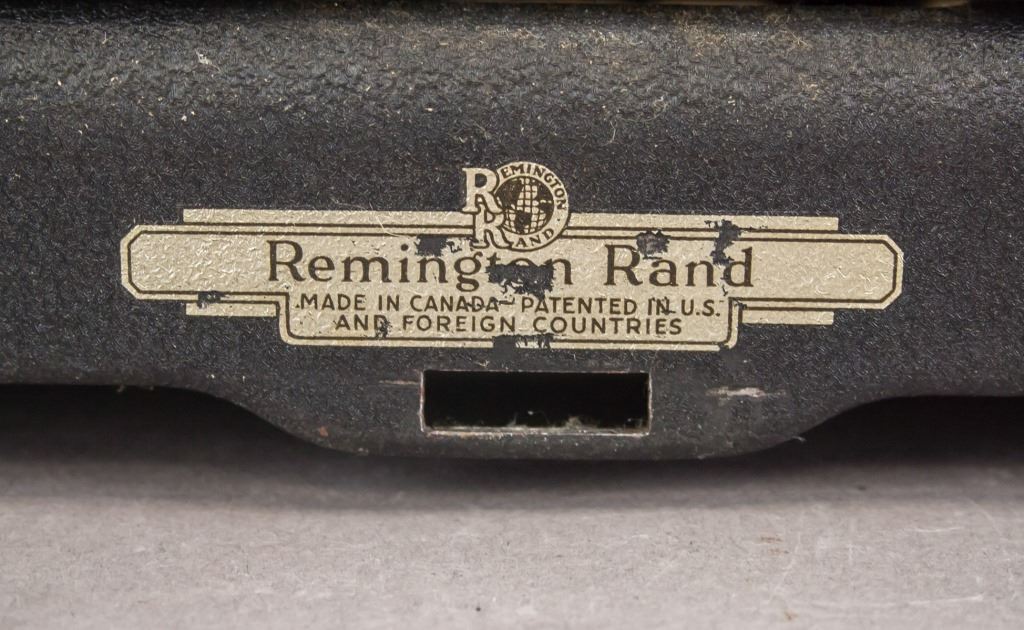 R REMINGTON
R RAND
Remington Rand
MADE IN CANADA - PATENTED IN U.S.
AND FOREIGN COUNTRIES